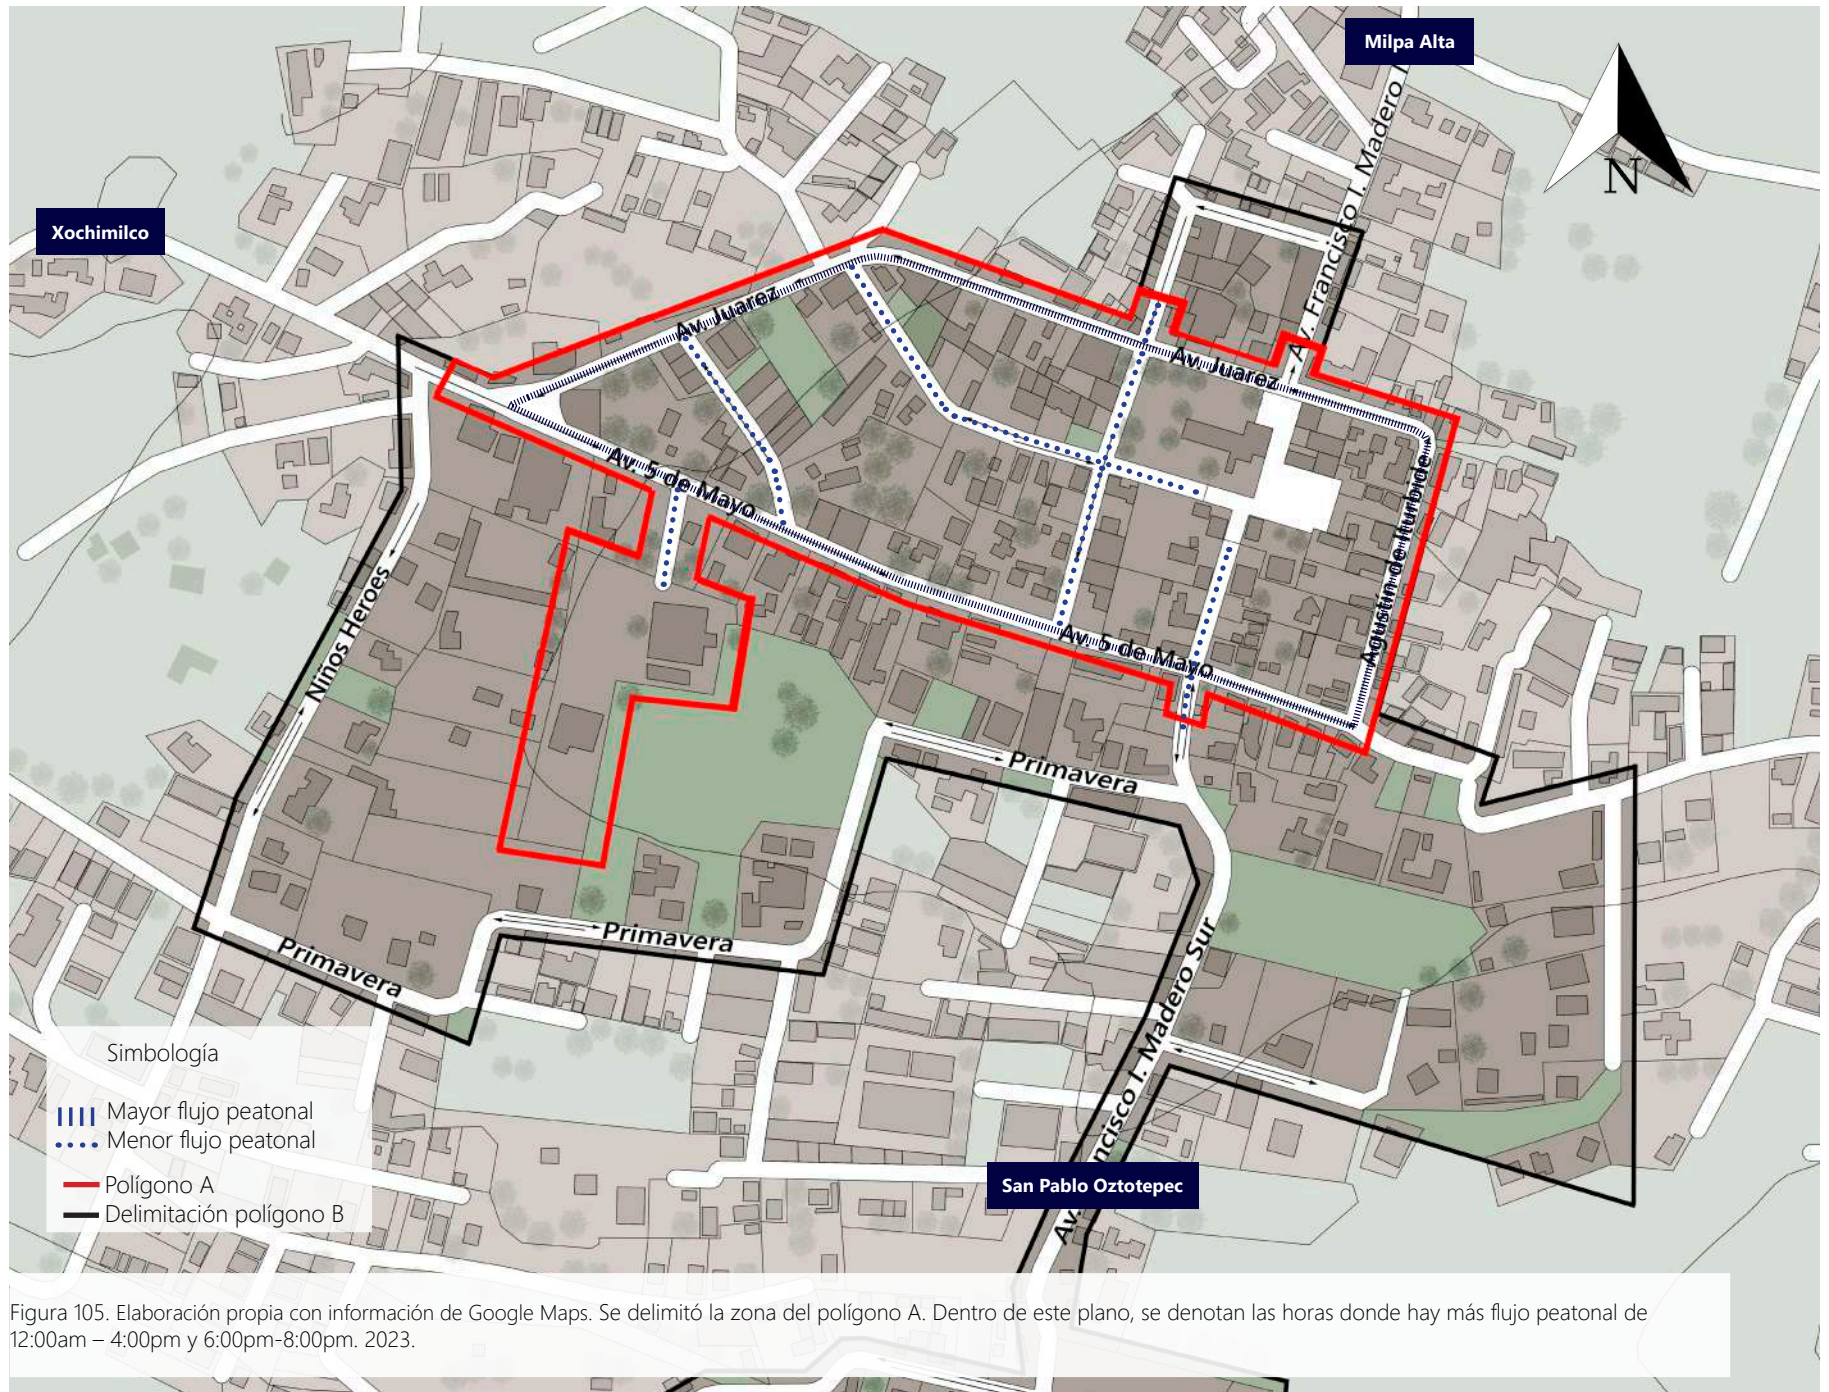 Milpa Alta
Av. Francisco I. Madero
N
Xochimilco
Av. Juarez
Av. Juarez
Av. 5 de Mayo
Agustín de Iturbide
Niños Heroes
Av. 5 de Mayo
Primavera
Primavera
Primavera
Av. Francisco I. Madero Sur
San Pablo Oztotepec
Simbología
Mayor flujo peatonal
Menor flujo peatonal
Polígono A
Delimitación polígono B
Figura 105. Elaboración propia con información de Google Maps. Se delimitó la zona del polígono A. Dentro de este plano, se denotan las horas donde hay más flujo peatonal de
12:00am – 4:00pm y 6:00pm-8:00pm. 2023.